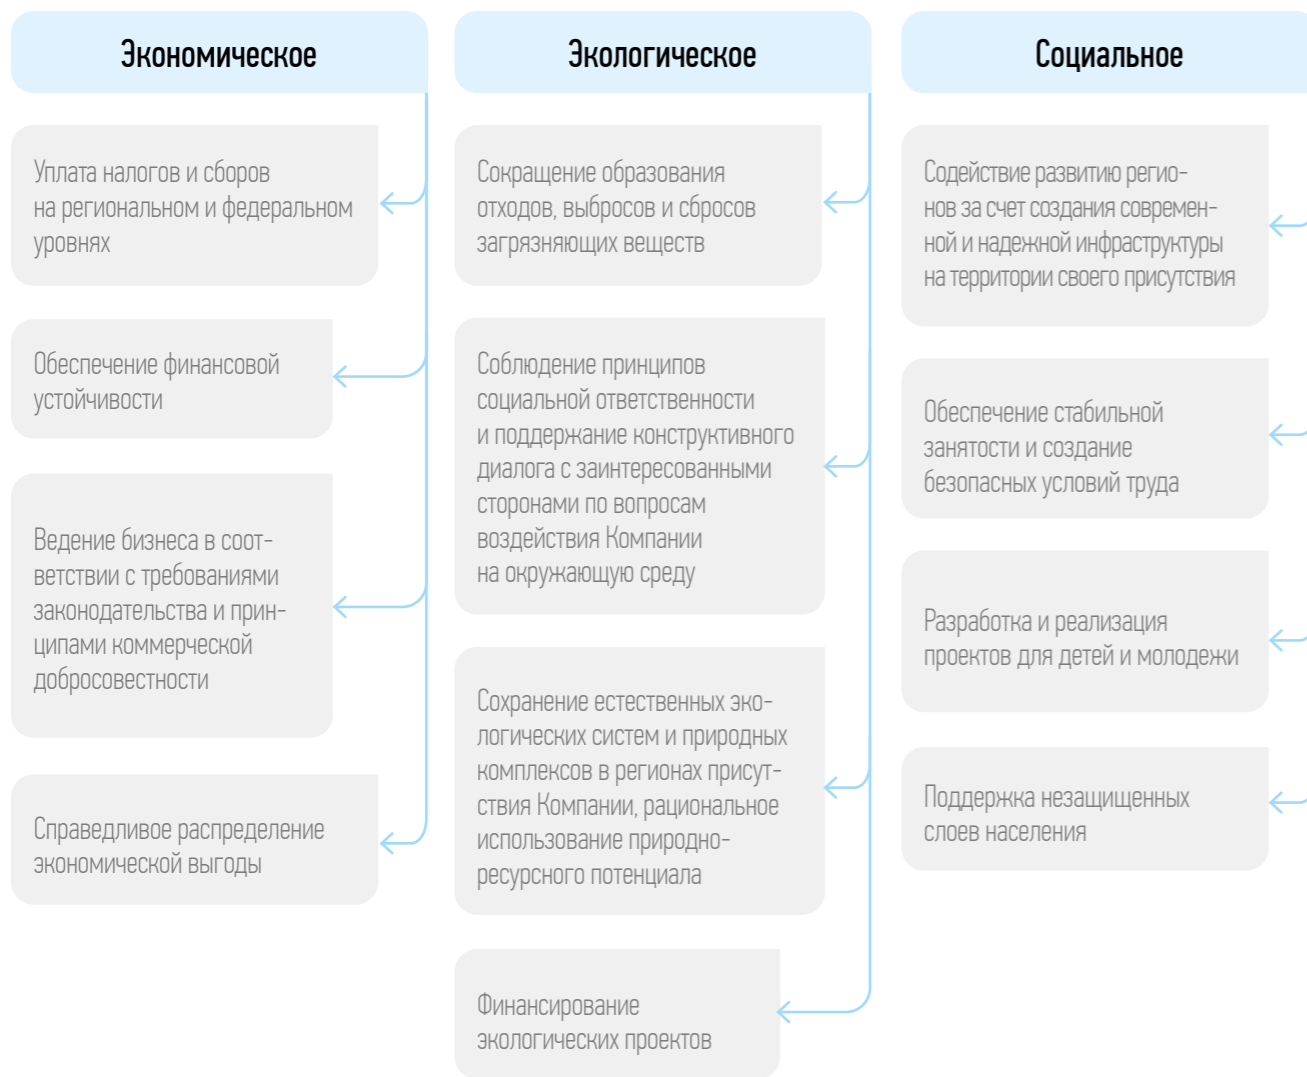 Экономическое
Уплата налогов и сборов
на региональном и федеральном
уровнях
Обеспечение финансовой
устойчивости
Ведение бизнеса в соот-
ветствии с требованиями
законодательства и прин-
ципами коммерческой
добросовестности
Справедливое распределение
экономической выгоды
Экологическое
Сокращение образования
отходов, выбросов и сбросов
загрязняющих веществ
Соблюдение принципов
социальной ответственности
и поддержание конструктивного
диалога с заинтересованными
сторонами по вопросам
воздействия Компании
на окружающую среду
Сохранение естественных эко-
логических систем и природных
комплексов в регионах присут-
ствия Компании, рациональное
использование природно-
ресурсного потенциала
Финансирование
экологических проектов
Социальное
Содействие развитию регио-
нов за счет создания современ-
ной и надежной инфраструктуры
на территории своего присутствия
Обеспечение стабильной
занятости и создание
безопасных условий труда
Разработка и реализация
проектов для детей и молодежи
Поддержка незащищенных
слоев населения